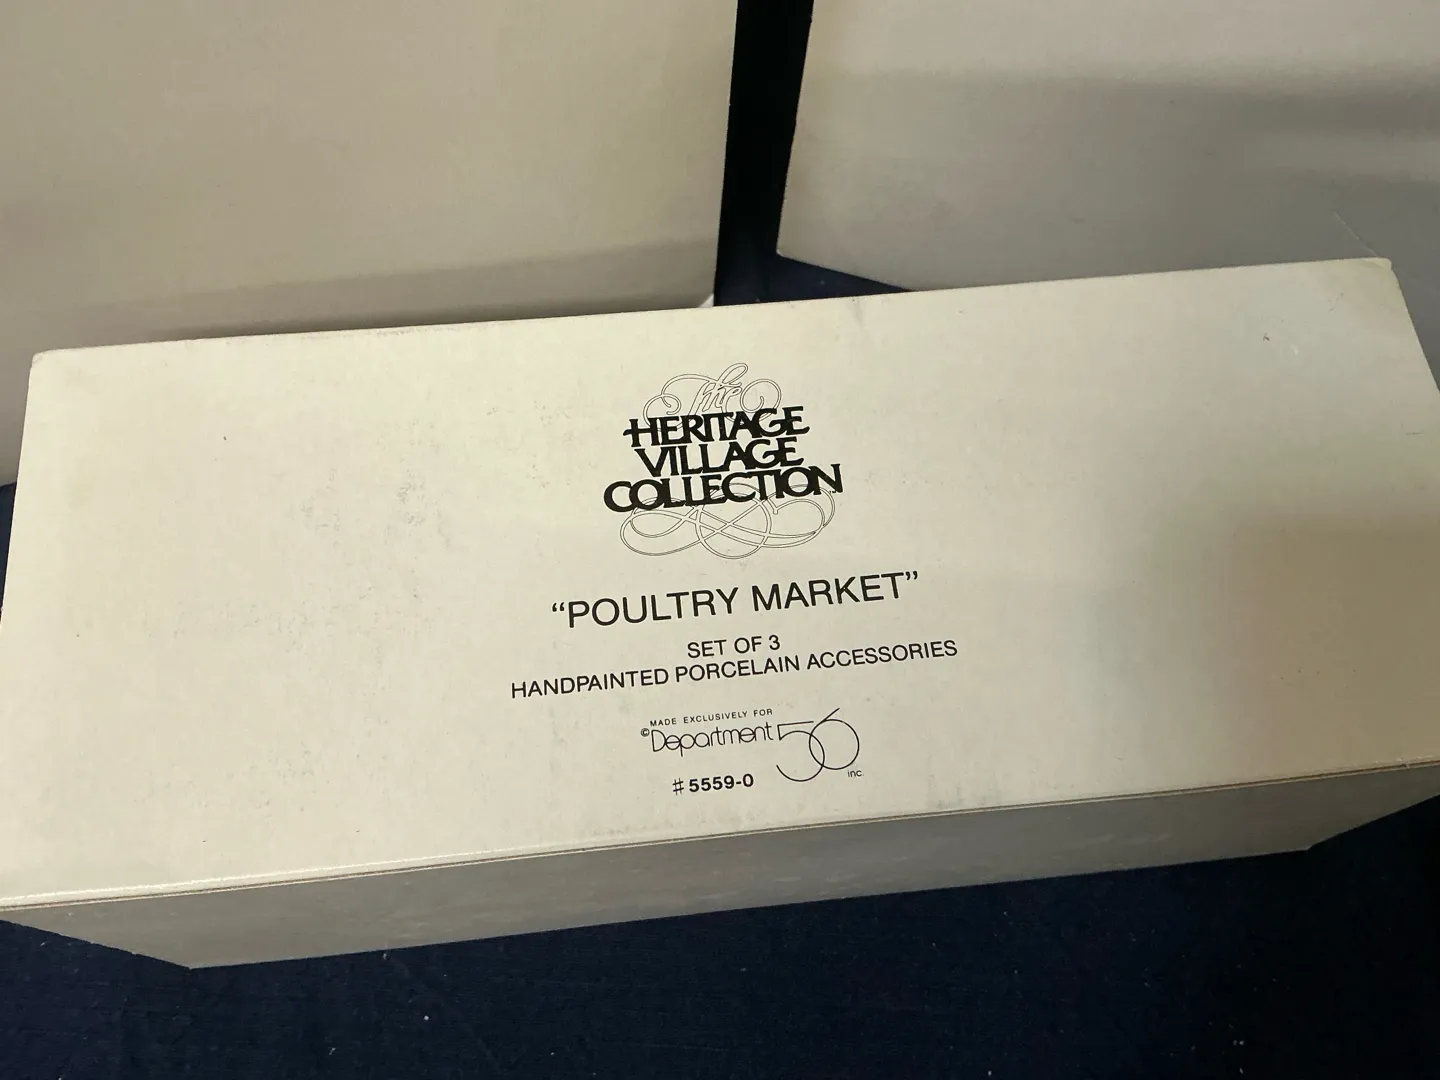 The
HERITAGE
VILLAGE
COLLECTION
“POULTRY MARKET”
SET OF 3
HANDPAINTED PORCELAIN ACCESSORIES
MADE EXCLUSIVELY FOR
©Department 56
inc.
#5559-0